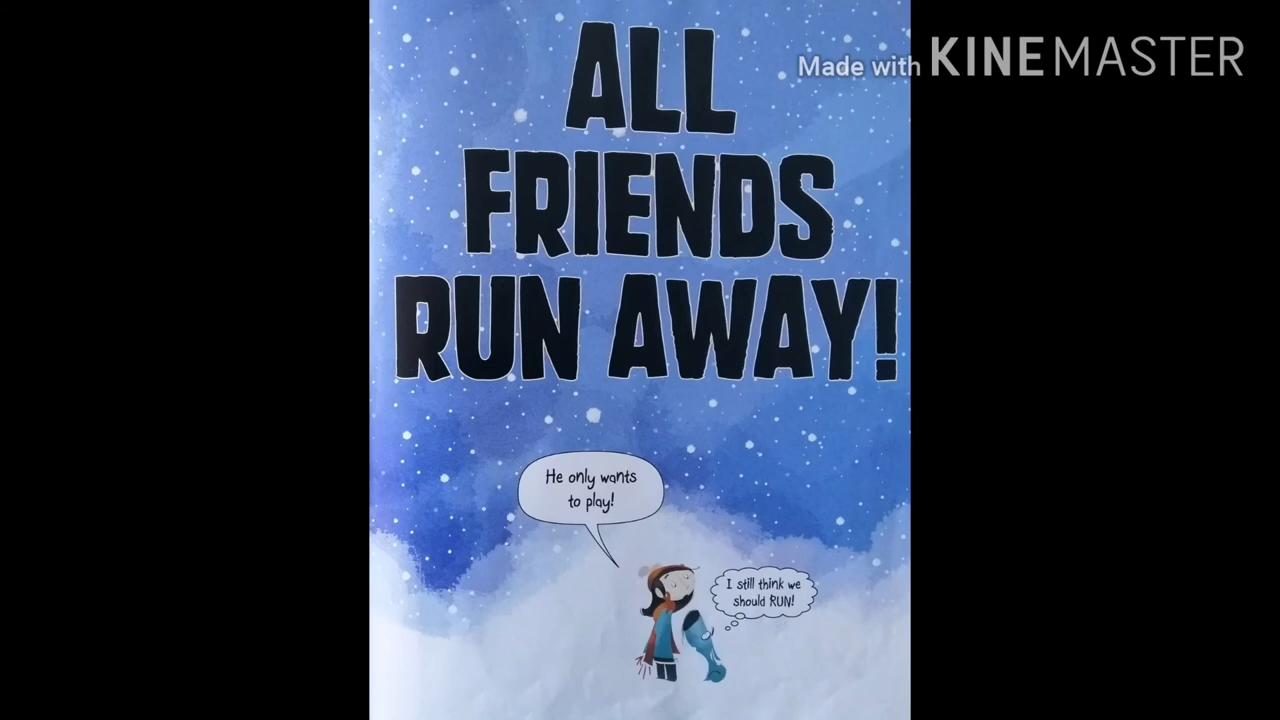 Made with KINEMASTER
ALL
FRIENDS
RUN AWAY!
He only wants
to play!
I still think we
should RUN!